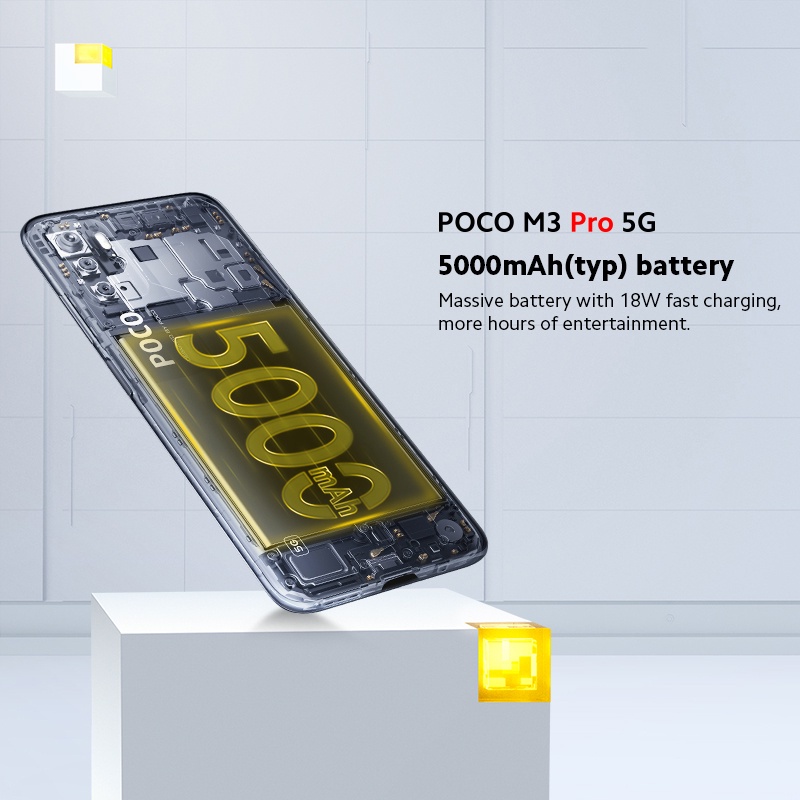 POCO M3 Pro 5G
5000mAh(typ) battery
Massive battery with 18W fast charging,
more hours of entertainment.
POCO
5000
mAh
5G